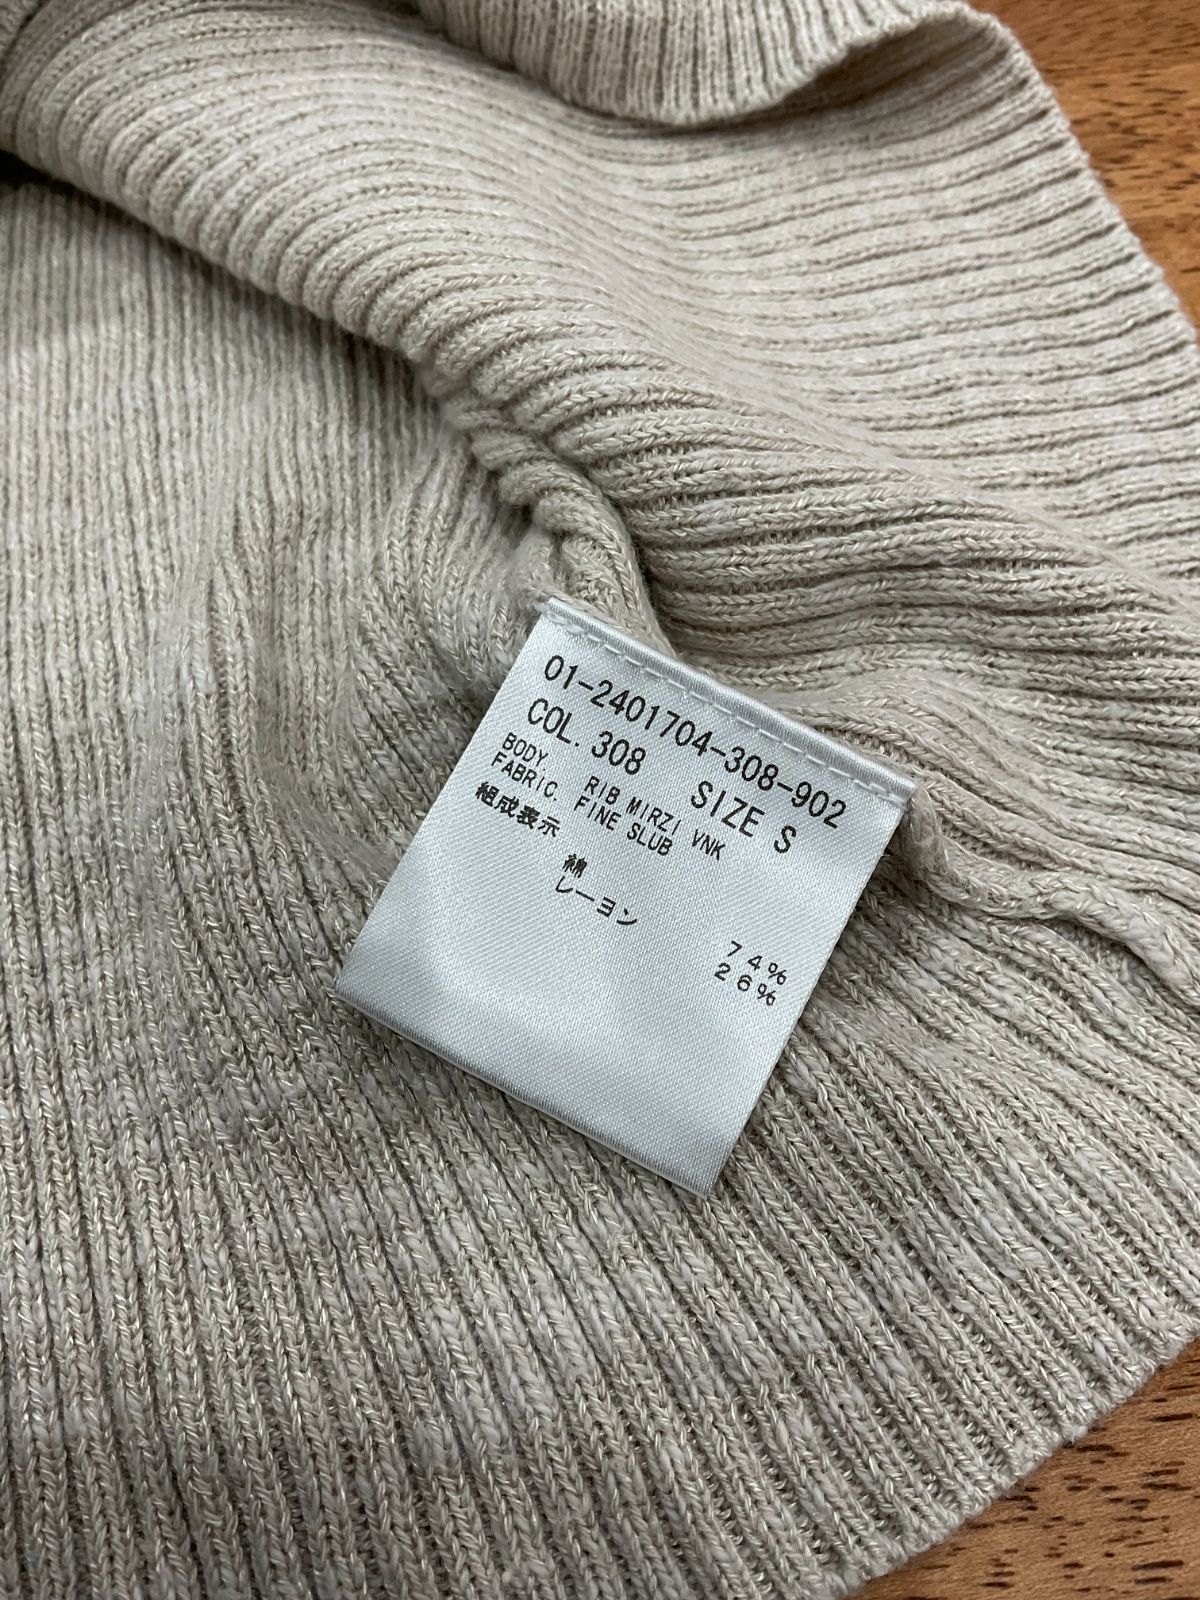 01-2401704-308-902
COL. 308 SIZE S
BODY. RIB MIRZI VNK
FABRIC. FINE SLUB
組成表示
綿 74%
レーヨン 26%